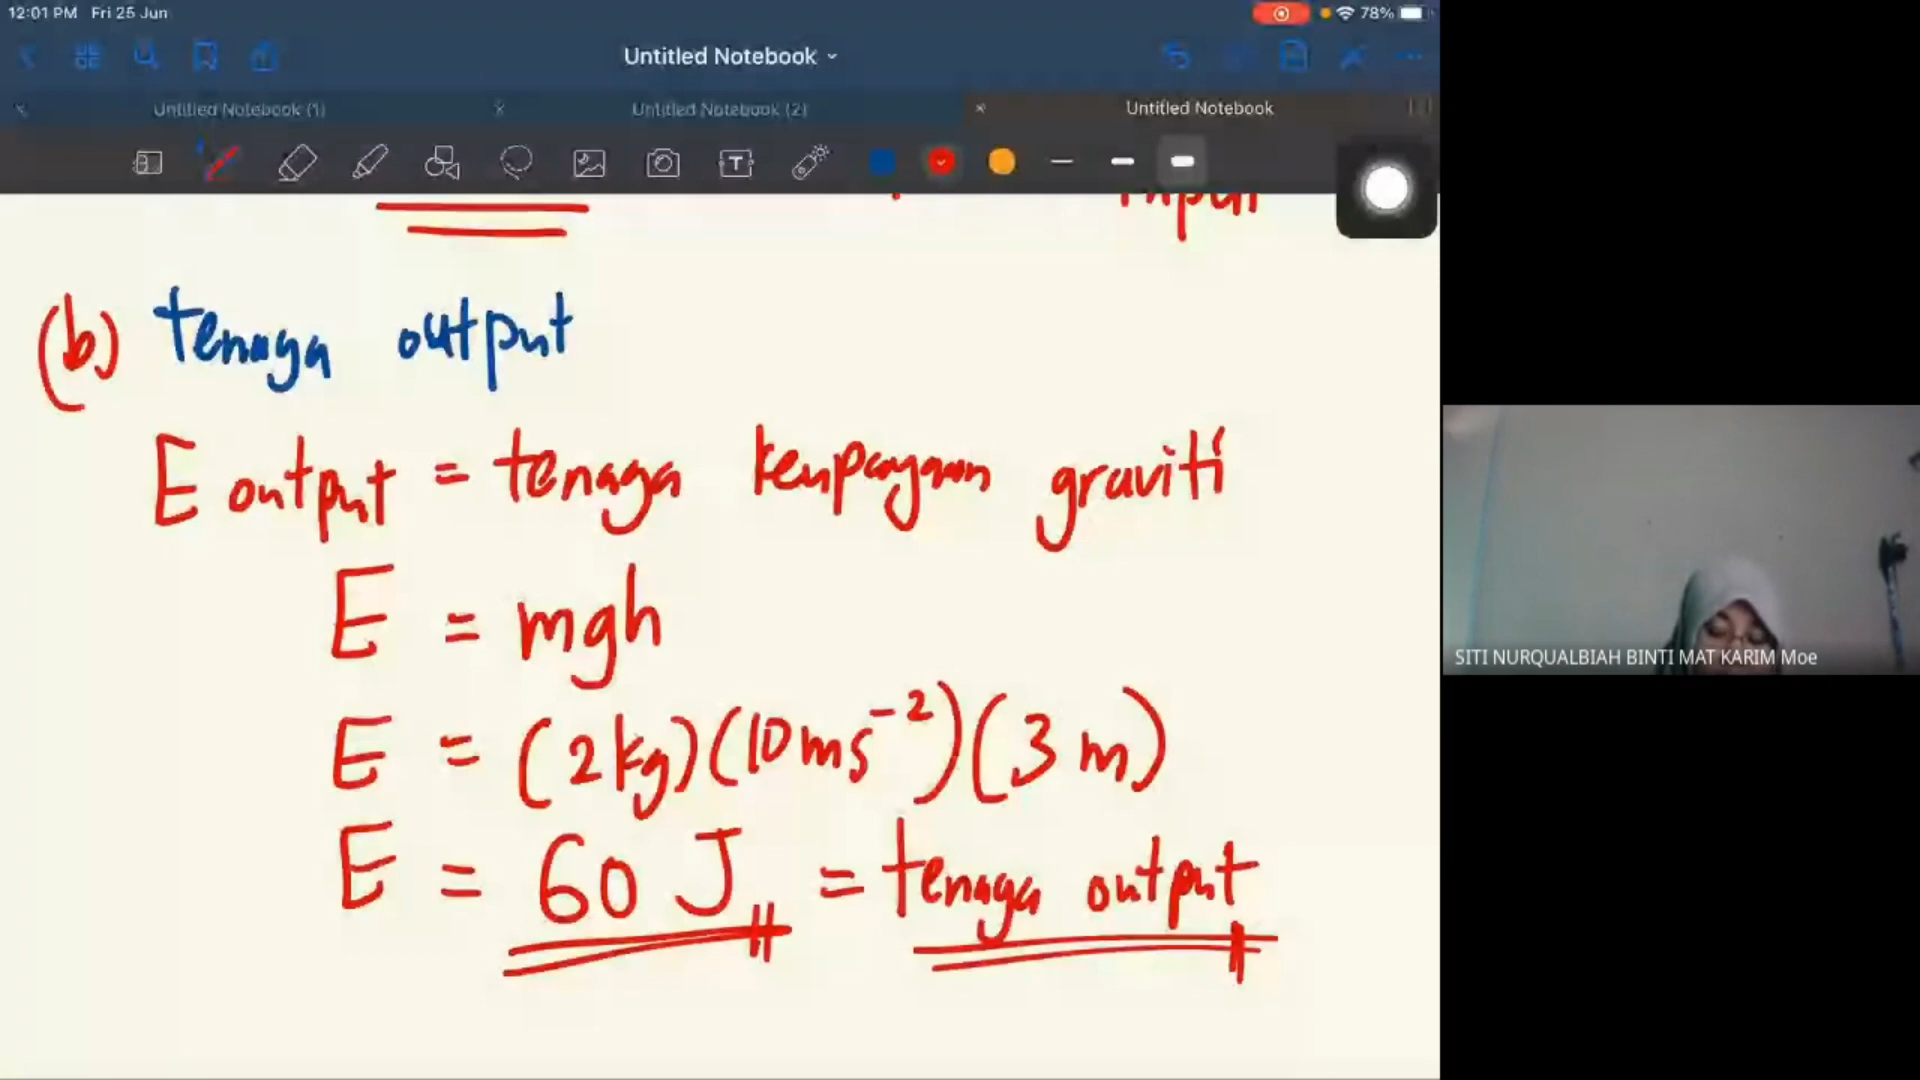 12:01 PM Fri 25 Jun
78%
Untitled Notebook
Untitled Notebook (1)
Untitled Notebook (2)
Untitled Notebook
input
(b) tenaga output
E output = tenaga keupayaan graviti
E = mgh
E = (2kg)(10ms⁻²)(3 m)
E = 60 J = tenaga output
SITI NURQUALBIAH BINTI MAT KARIM Moe